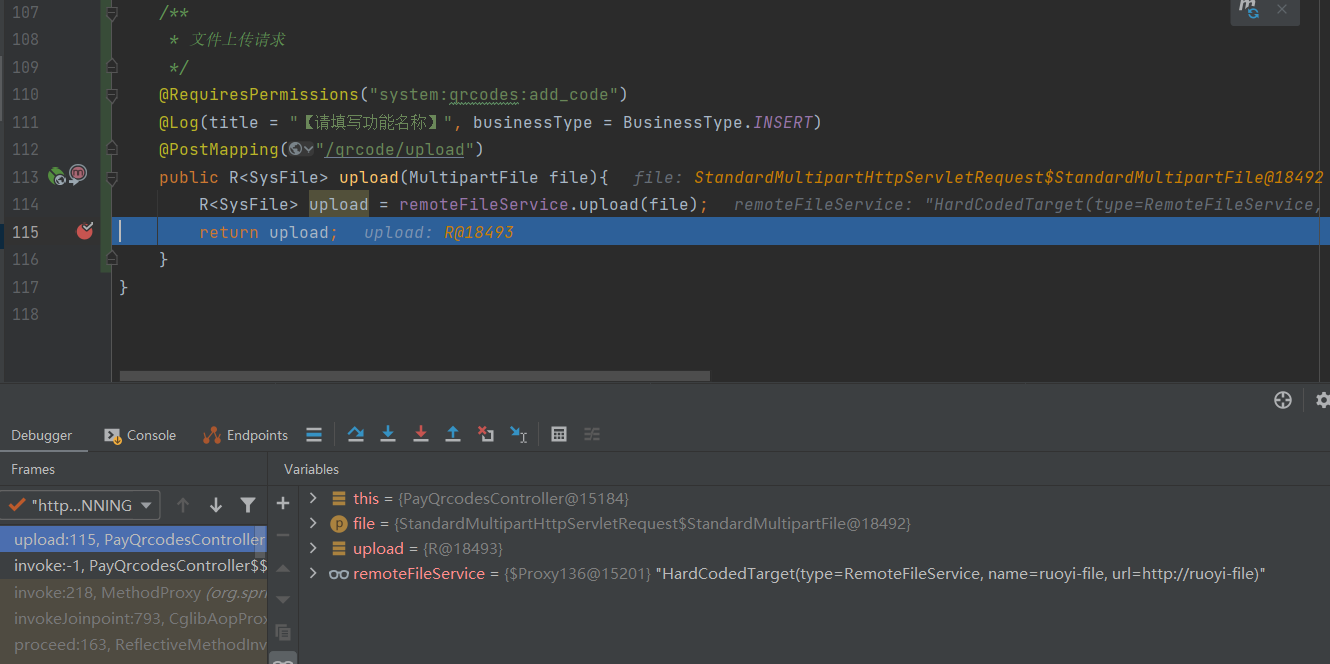 107 /**
108 * 文件上传请求
109 */
110 @RequiresPermissions("system:qrcodes:add_code")
111 @Log(title = "【请填写功能名称】", businessType = BusinessType.INSERT)
112 @PostMapping("/qrcode/upload")
113 public R<SysFile> upload(MultipartFile file){ file: StandardMultipartHttpServletRequest$StandardMultipartFile@18492
114 R<SysFile> upload = remoteFileService.upload(file); remoteFileService: "HardCodedTarget(type=RemoteFileService,
115 return upload; upload: R@18493
116 }
117 }
118
Debugger Console Endpoints
Frames Variables
"http...NNING
this = {PayQrcodesController@15184}
file = {StandardMultipartHttpServletRequest$StandardMultipartFile@18492}
upload:115, PayQrcodesController
upload = {R@18493}
invoke:-1, PayQrcodesController$$
remoteFileService = {$Proxy136@15201} "HardCodedTarget(type=RemoteFileService, name=ruoyi-file, url=http://ruoyi-file)"
invoke:218, MethodProxy (org.spri
invokeJoinpoint:793, CglibAopProx
proceed:163, ReflectiveMethodInv